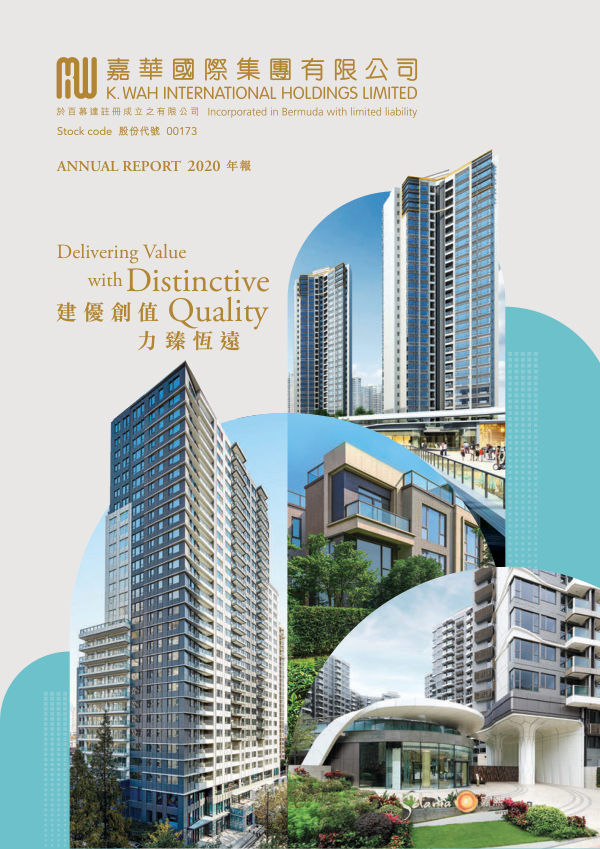 嘉華國際集團有限公司
K. WAH INTERNATIONAL HOLDINGS LIMITED
於百慕達註冊成立之有限公司 Incorporated in Bermuda with limited liability
Stock code 股份代號 00173
ANNUAL REPORT 2020 年報
Delivering Value
with Distinctive
建優創值 Quality
力臻恆遠
Solaria